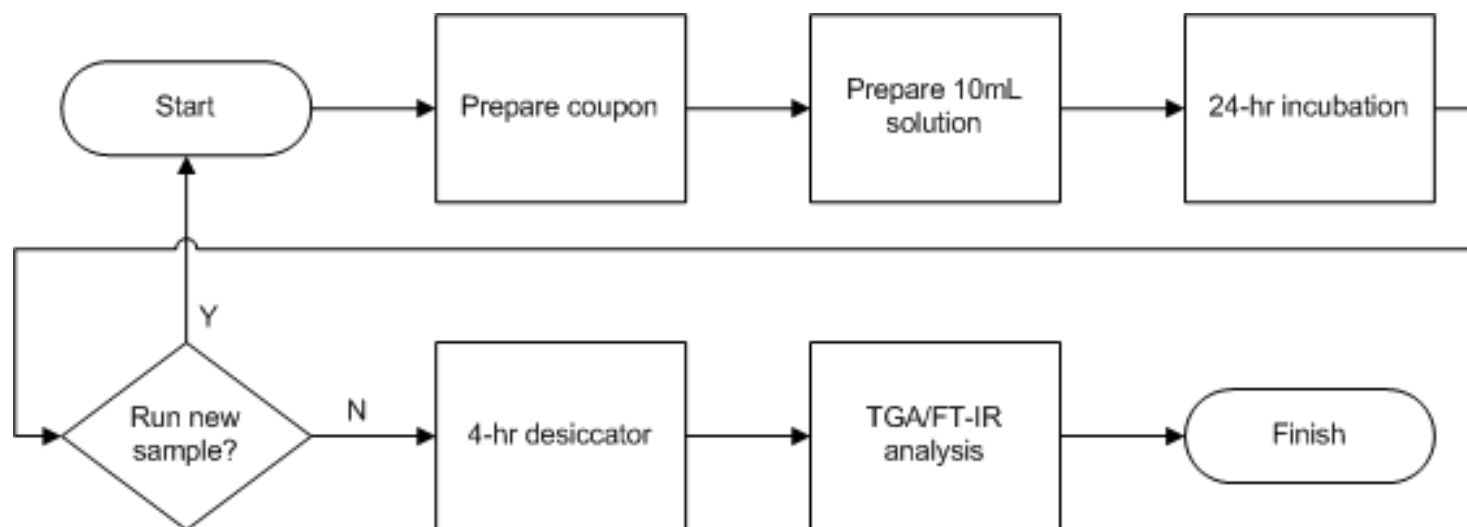 Start
Prepare coupon
Prepare 10mL
solution
24-hr incubation
Y
Run new
sample?
N
4-hr desiccator
TGA/FT-IR
analysis
Finish